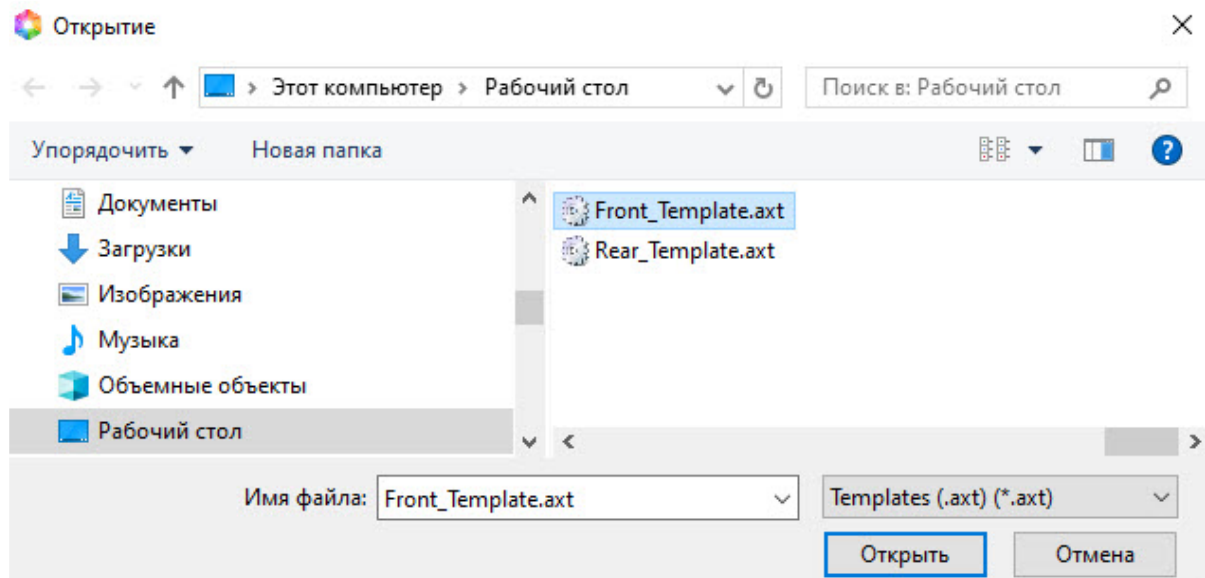 Открытие
Этот компьютер › Рабочий стол
Поиск в: Рабочий стол
Упорядочить
Новая папка
Документы
Загрузки
Изображения
Музыка
Объемные объекты
Рабочий стол
Front_Template.axt
Rear_Template.axt
Имя файла: Front_Template.axt
Templates (.axt) (*.axt)
Открыть
Отмена